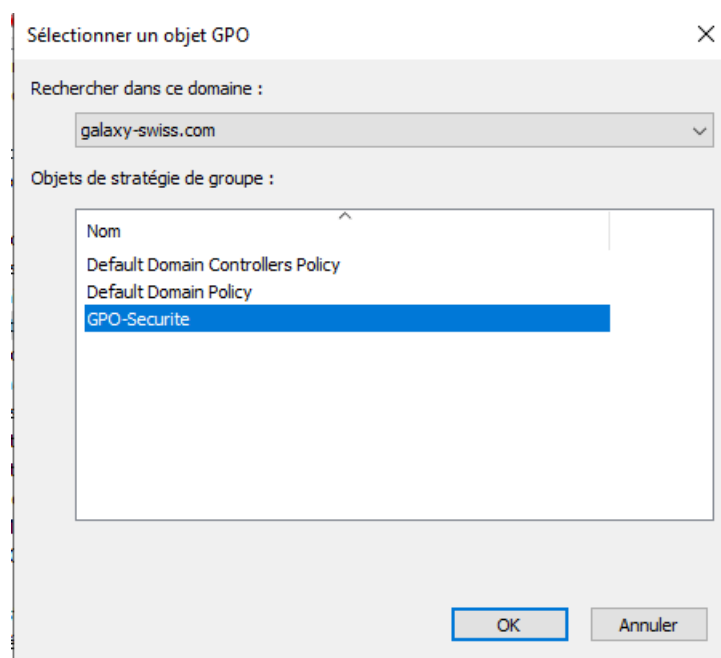 Sélectionner un objet GPO
Rechercher dans ce domaine :
galaxy-swiss.com
Objets de stratégie de groupe :
Nom
Default Domain Controllers Policy
Default Domain Policy
GPO-Securite
OK
Annuler